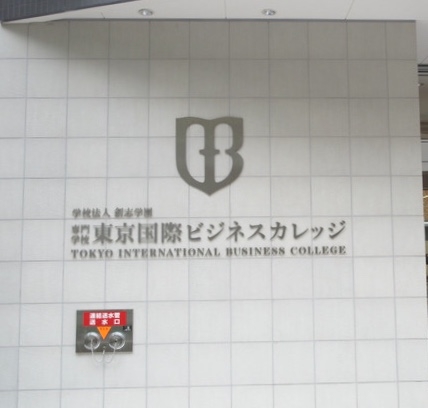 学校法人 創志学園
専門学校 東京国際ビジネスカレッジ
TOKYO INTERNATIONAL BUSINESS COLLEGE
連結送水管
送水口